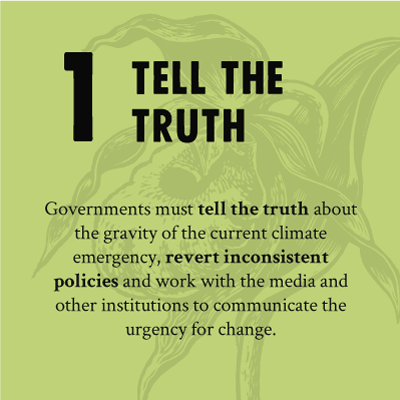 1
TELL THE
TRUTH
Governments must tell the truth about
the gravity of the current climate
emergency, revert inconsistent
policies and work with the media and
other institutions to communicate the
urgency for change.